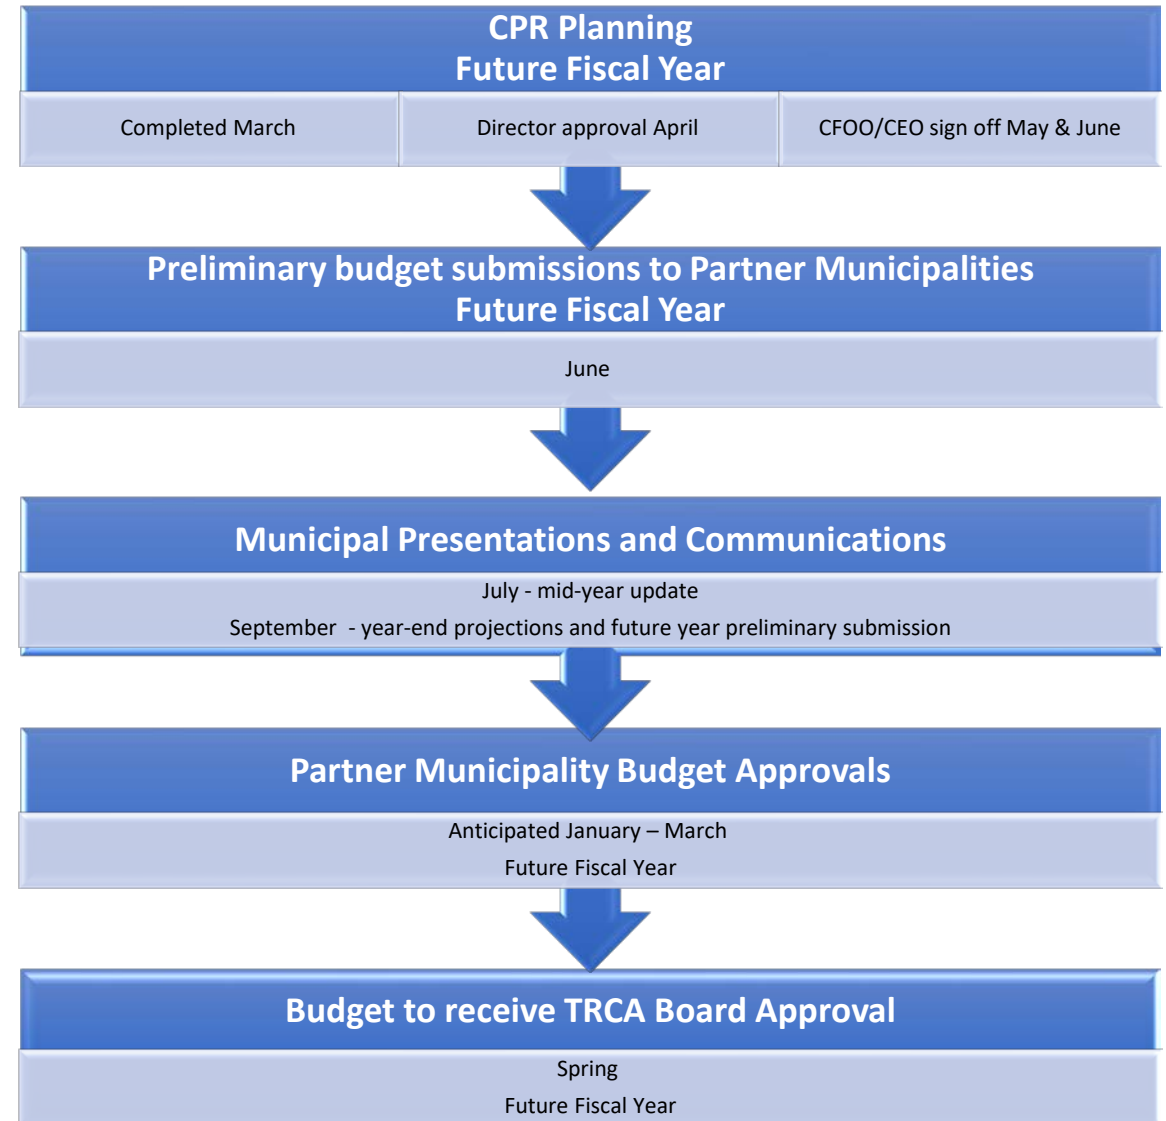 CPR Planning
Future Fiscal Year
Completed March
Director approval April
CFOO/CEO sign off May & June
Preliminary budget submissions to Partner Municipalities
Future Fiscal Year
June
Municipal Presentations and Communications
July - mid-year update
September - year-end projections and future year preliminary submission
Partner Municipality Budget Approvals
Anticipated January – March
Future Fiscal Year
Budget to receive TRCA Board Approval
Spring
Future Fiscal Year